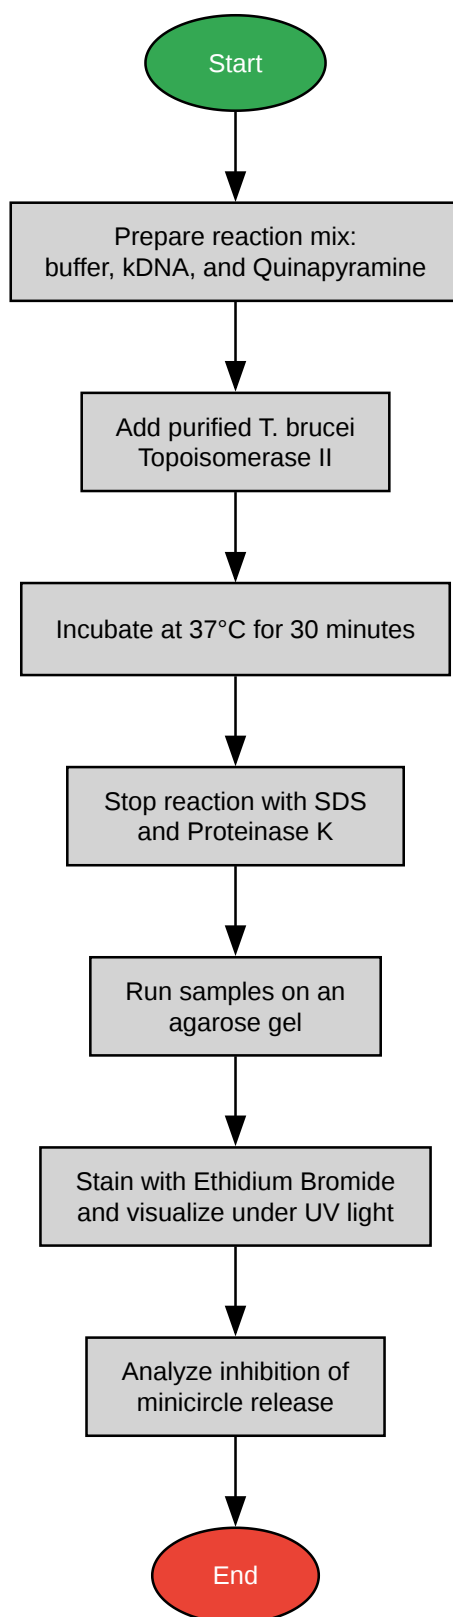 Start
Prepare reaction mix:
buffer, kDNA, and Quinapyramine
Add purified T. brucei
Topoisomerase II
Incubate at 37°C for 30 minutes
Stop reaction with SDS
and Proteinase K
Run samples on an
agarose gel
Stain with Ethidium Bromide
and visualize under UV light
Analyze inhibition of
minicircle release
End